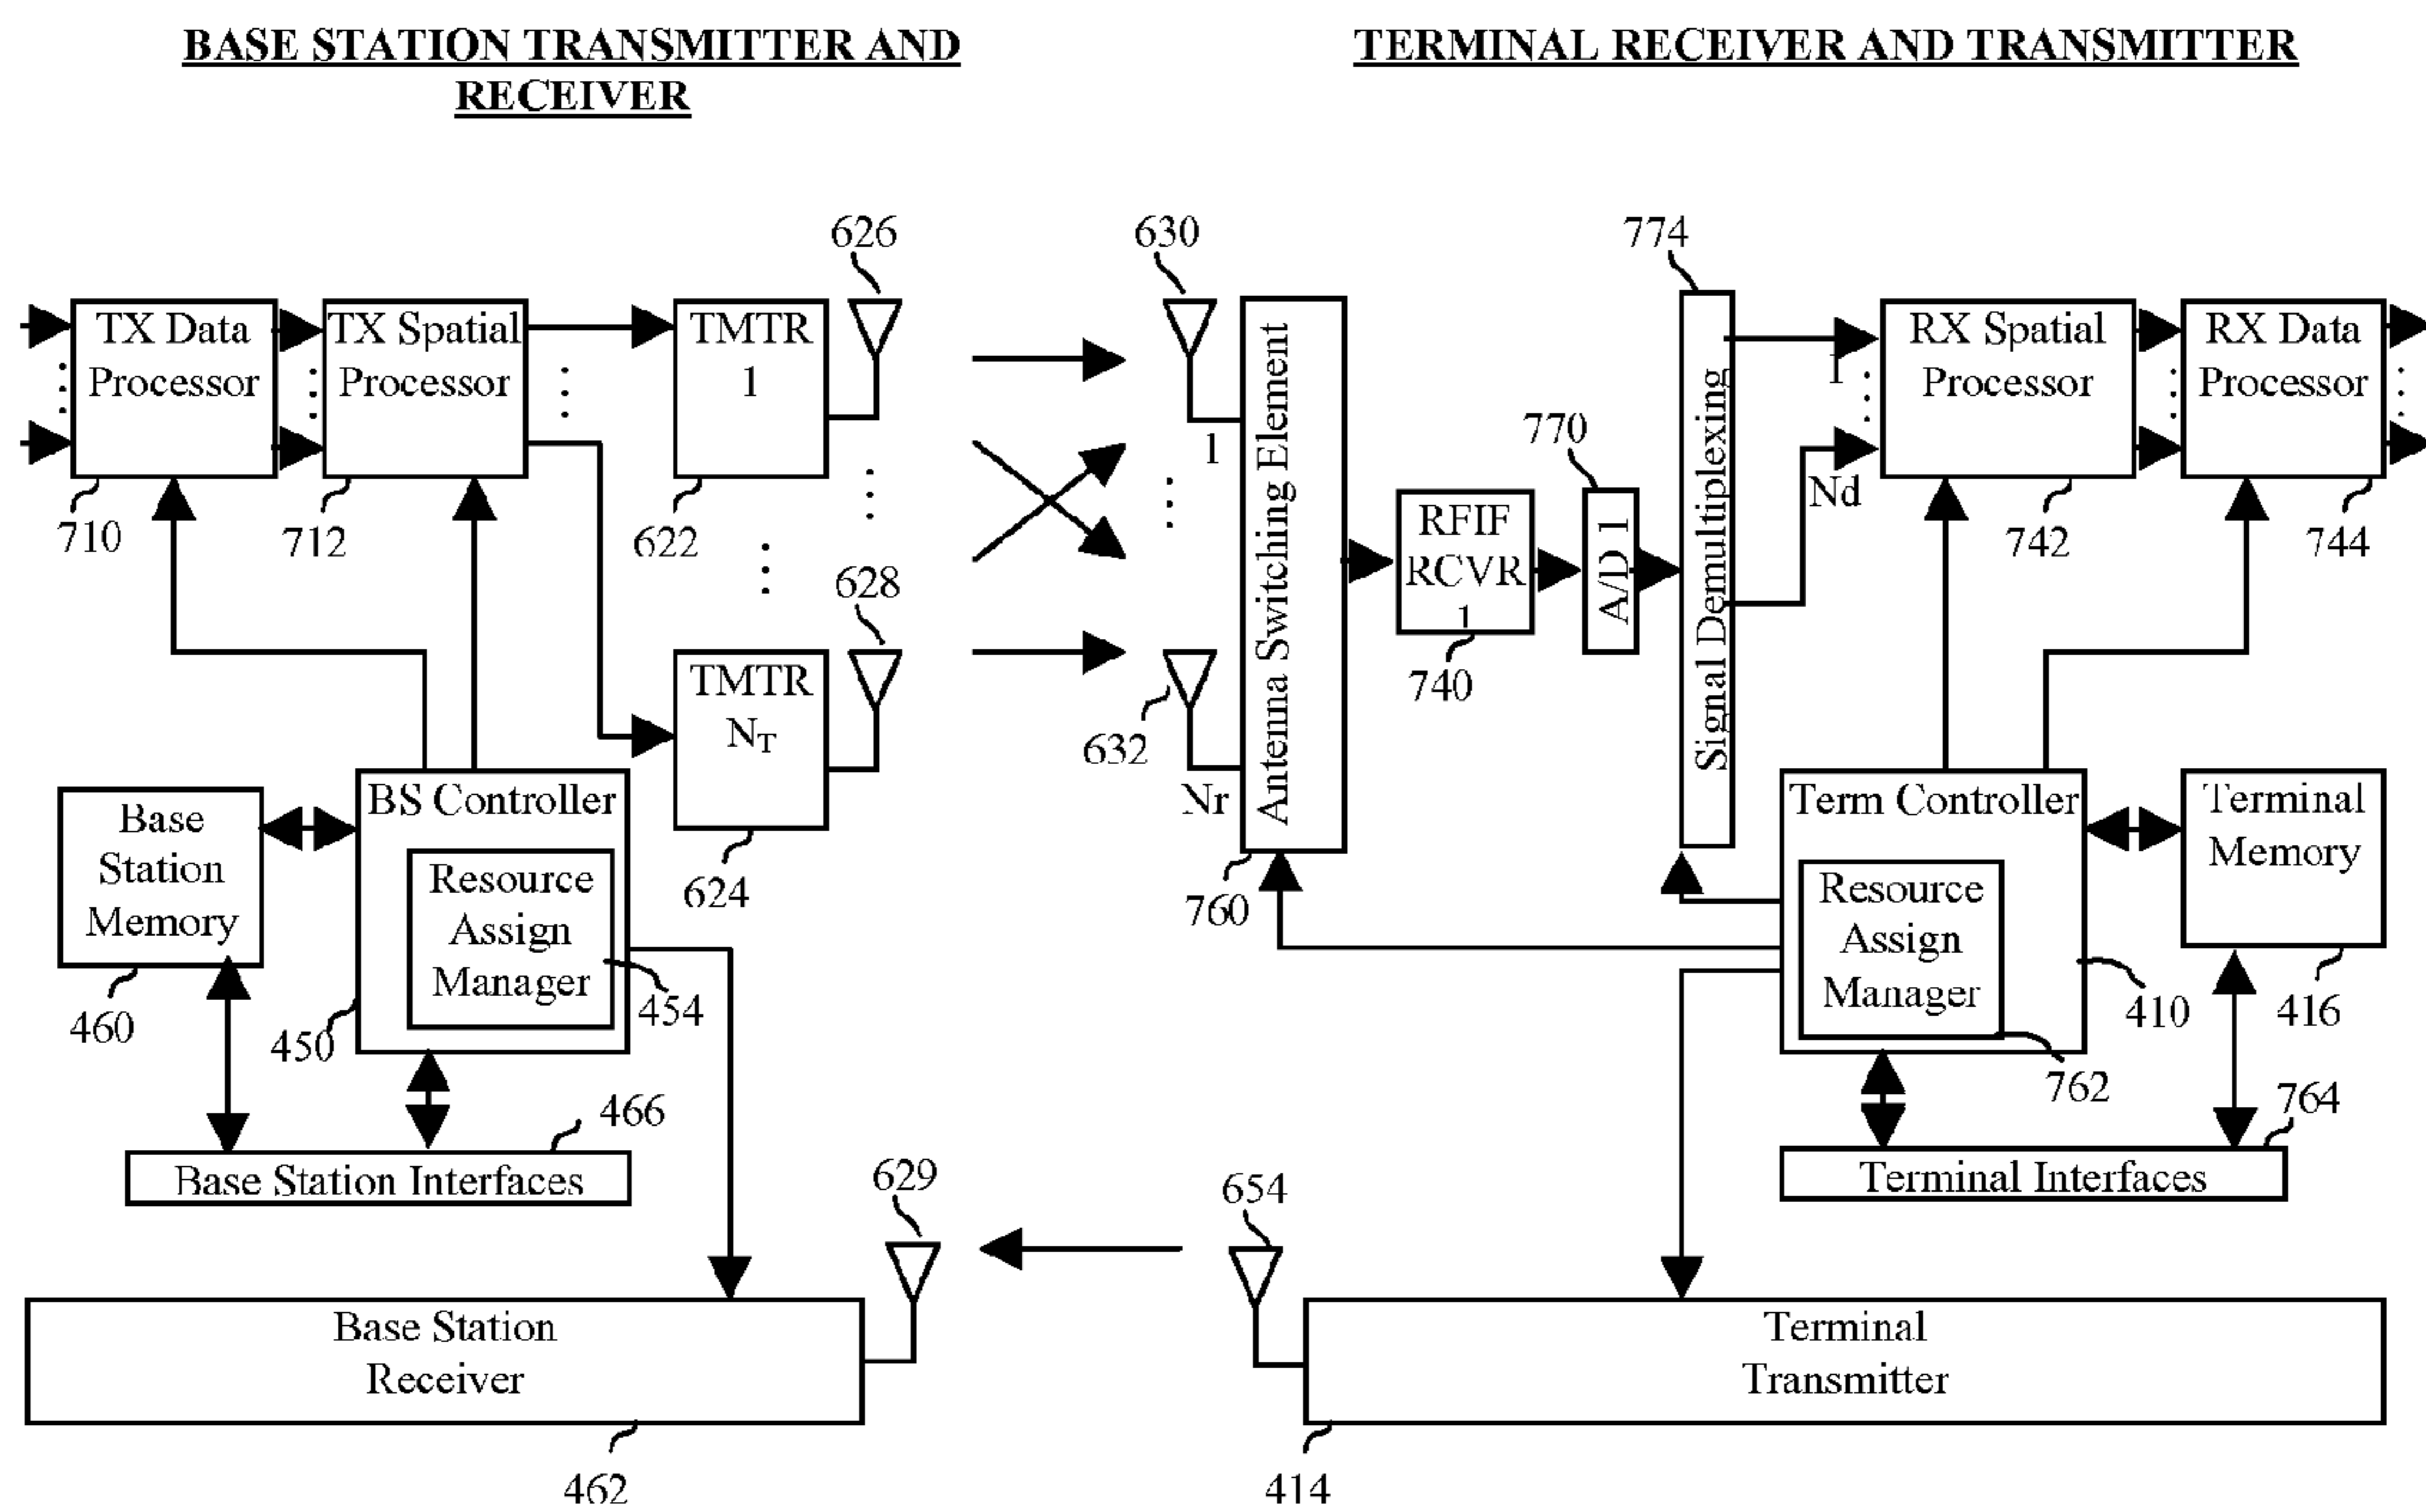 BASE STATION TRANSMITTER AND
RECEIVER
TERMINAL RECEIVER AND TRANSMITTER
626
630
774
TX Data
Processor
TX Spatial
Processor
TMTR
1
1
Antenna Switching Element
770
RFIF
RCVR
1
A/D 1
Signal Demultiplexing
1
Nd
RX Spatial
Processor
RX Data
Processor
710
712
622
742
744
628
632
740
TMTR
NT
Nr
624
760
Base
Station
Memory
BS Controller
Resource
Assign
Manager
460
450
454
Term Controller
Resource
Assign
Manager
Terminal
Memory
410
416
762
764
466
Base Station Interfaces
Terminal Interfaces
629
654
Base Station
Receiver
Terminal
Transmitter
462
414